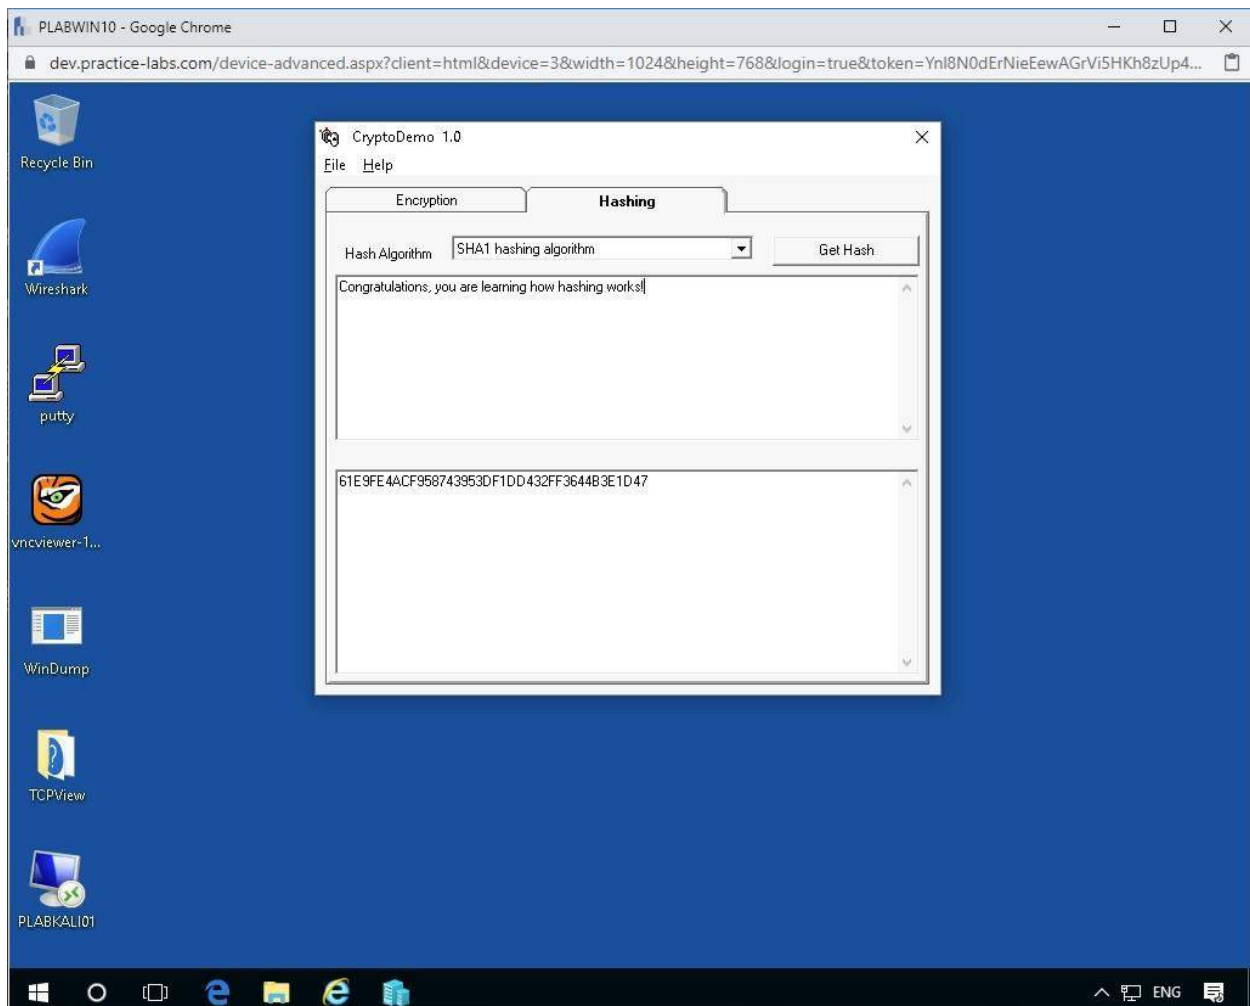 PLABWIN10 - Google Chrome
dev.practice-labs.com/device-advanced.aspx?client=html&device=3&width=1024&height=768&login=true&token=Ynl8N0dErNieEewAGrVi5HKh8zUp4...
Recycle Bin
Wireshark
putty
vncviewer-1...
WinDump
TCPView
PLABKALI01
CryptoDemo 1.0
File Help
Encryption Hashing
Hash Algorithm SHA1 hashing algorithm Get Hash
Congratulations, you are learning how hashing works!
61E9FE4ACF958743953DF1DD432FF3644B3E1D47
ENG